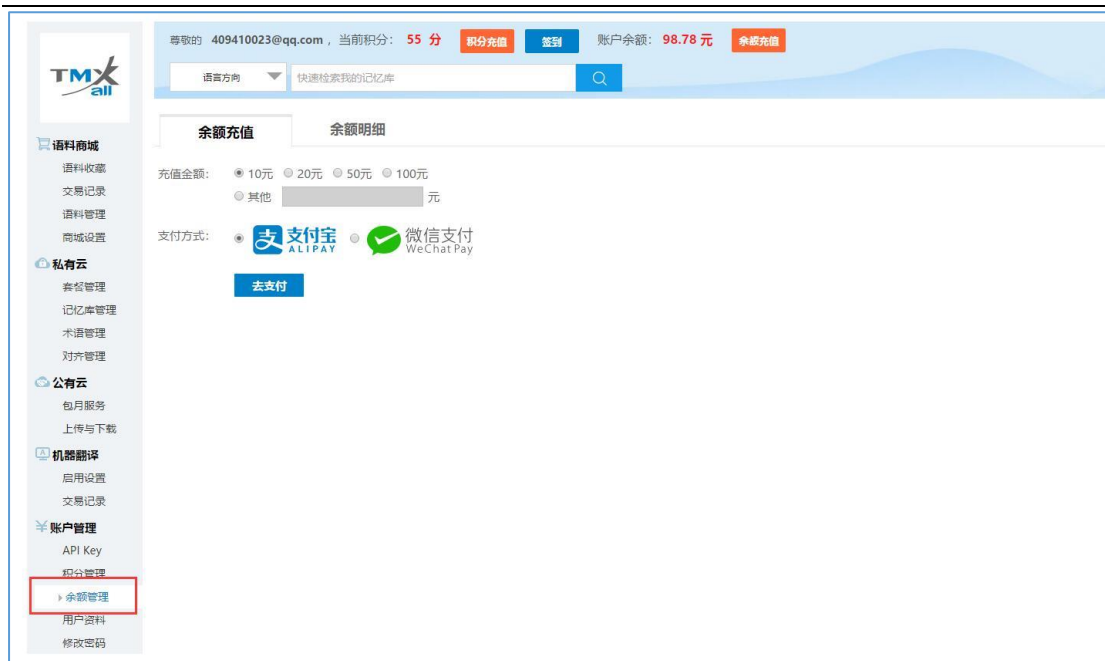 尊敬的 409410023@qq.com , 当前积分: 55 分 积分充值 签到 账户余额: 98.78 元 余额充值
TMX all
语言方向 快速检索我的记忆库
余额充值 余额明细
语料商城
语料收藏
交易记录
语料管理
商城设置
私有云
套餐管理
记忆库管理
术语管理
对齐管理
公有云
包月服务
上传与下载
机器翻译
启用设置
交易记录
账户管理
API Key
积分管理
余额管理
用户资料
修改密码
充值金额: 10元 20元 50元 100元
其他 元
支付方式: 支 支付宝 ALIPAY 微信支付 WeChat Pay
去支付